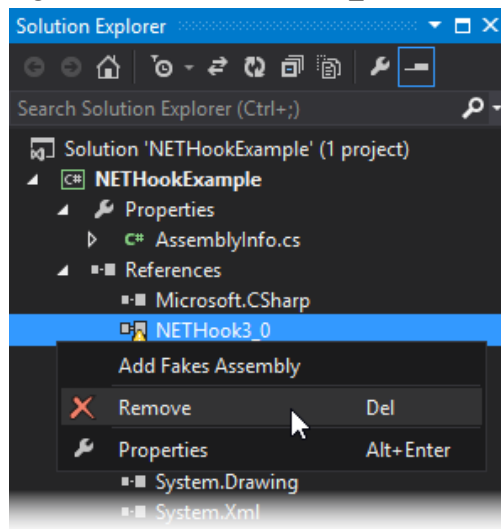 Solution Explorer
Search Solution Explorer (Ctrl+;)
Solution 'NETHookExample' (1 project)
C# NETHookExample
Properties
C# AssemblyInfo.cs
References
Microsoft.CSharp
NETHook3_0
Add Fakes Assembly
Remove Del
Properties Alt+Enter
System.Drawing
System.Xml